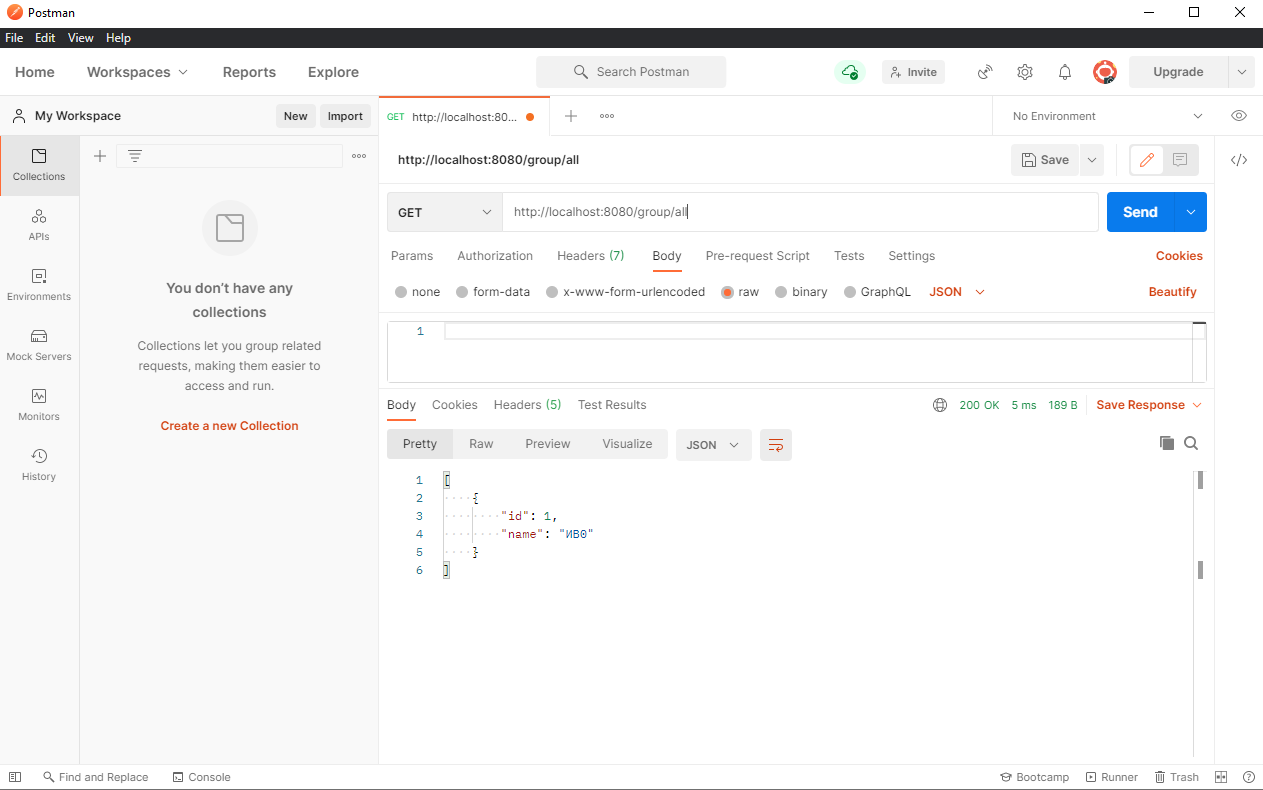 Postman
File Edit View Help
Home Workspaces Reports Explore Search Postman Invite Upgrade
My Workspace New Import
GET http://localhost:80... No Environment
Collections
APIs
Environments
Mock Servers
Monitors
History
You don't have any
collections
Collections let you group related
requests, making them easier to
access and run.
Create a new Collection
http://localhost:8080/group/all Save
GET http://localhost:8080/group/all Send
Params Authorization Headers (7) Body Pre-request Script Tests Settings Cookies
none form-data x-www-form-urlencoded raw binary GraphQL JSON Beautify
1
Body Cookies Headers (5) Test Results 200 OK 5 ms 189 B Save Response
Pretty Raw Preview Visualize JSON
1 [
2 {
3 "id": 1,
4 "name": "ИВ0"
5 }
6 ]
Find and Replace Console Bootcamp Runner Trash